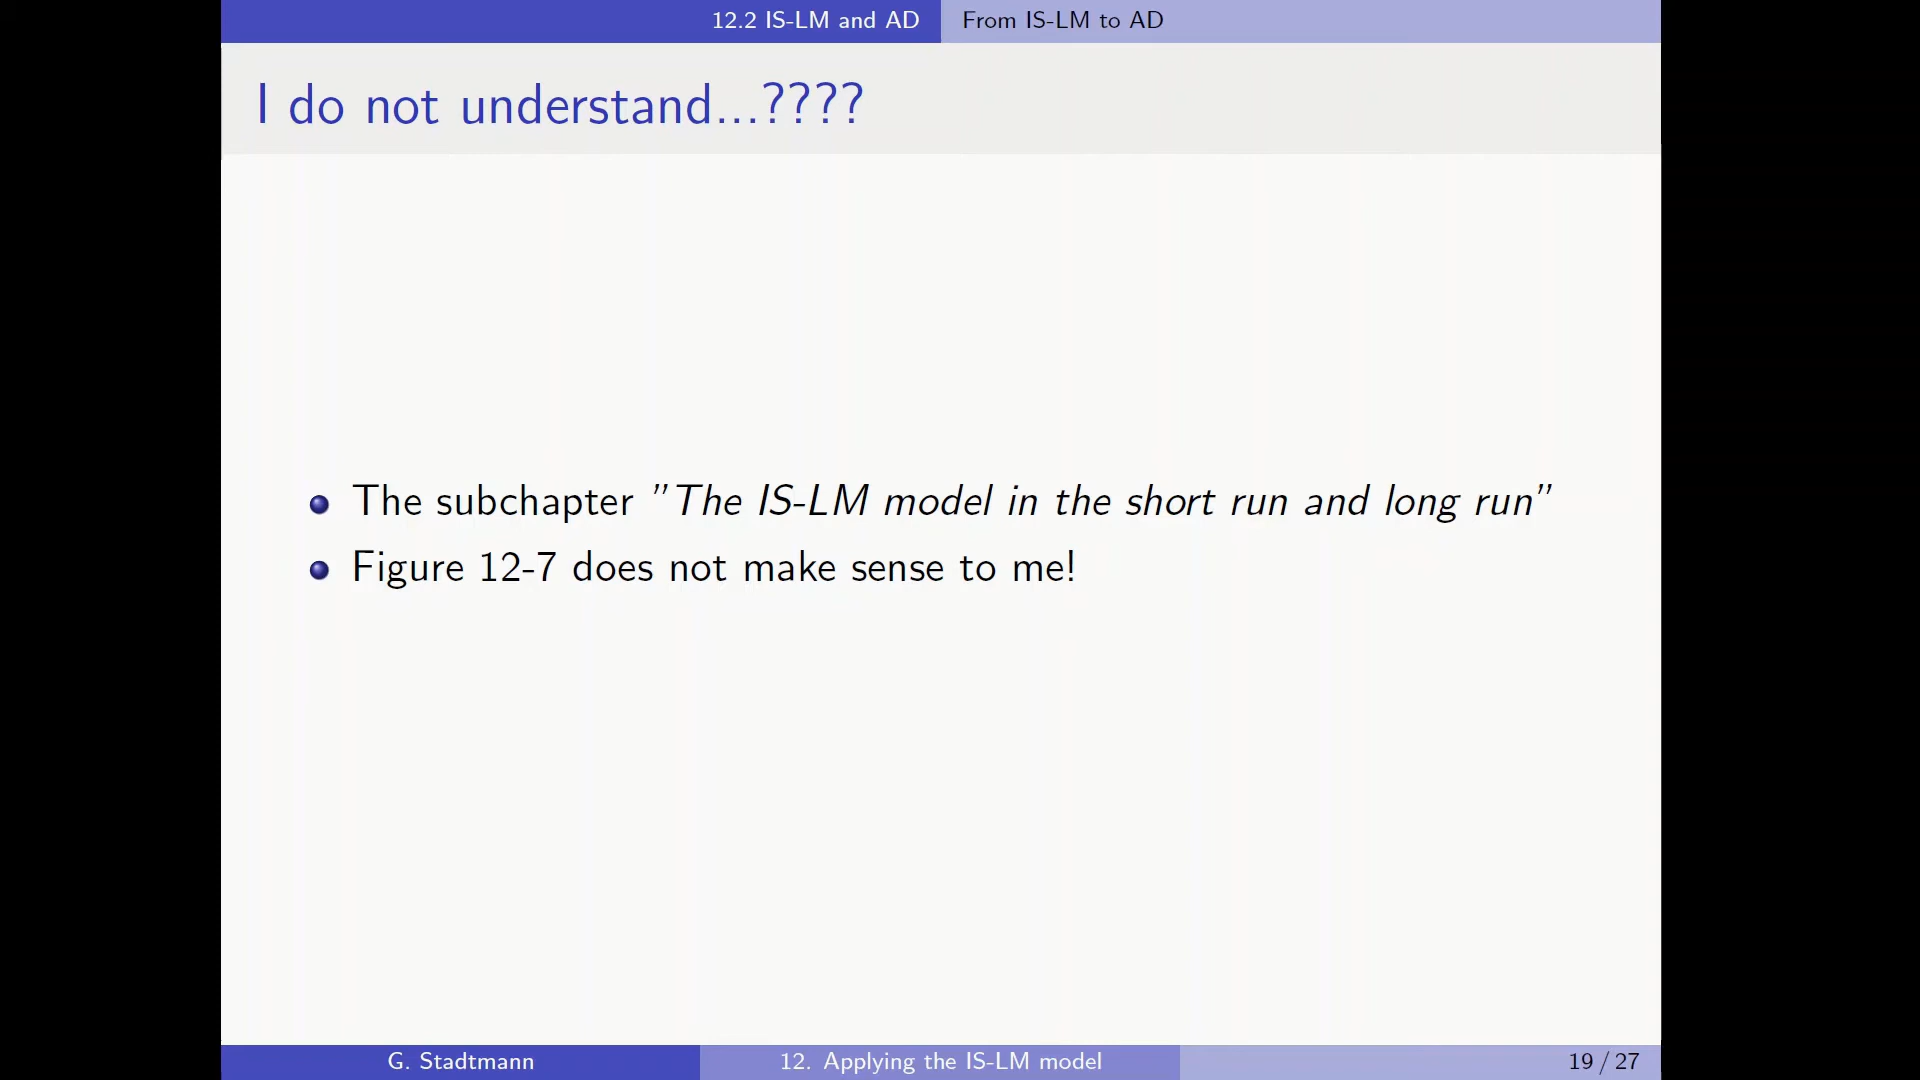 12.2 IS-LM and AD From IS-LM to AD
I do not understand...????
The subchapter ”The IS-LM model in the short run and long run”
Figure 12-7 does not make sense to me!
G. Stadtmann 12. Applying the IS-LM model 19 / 27